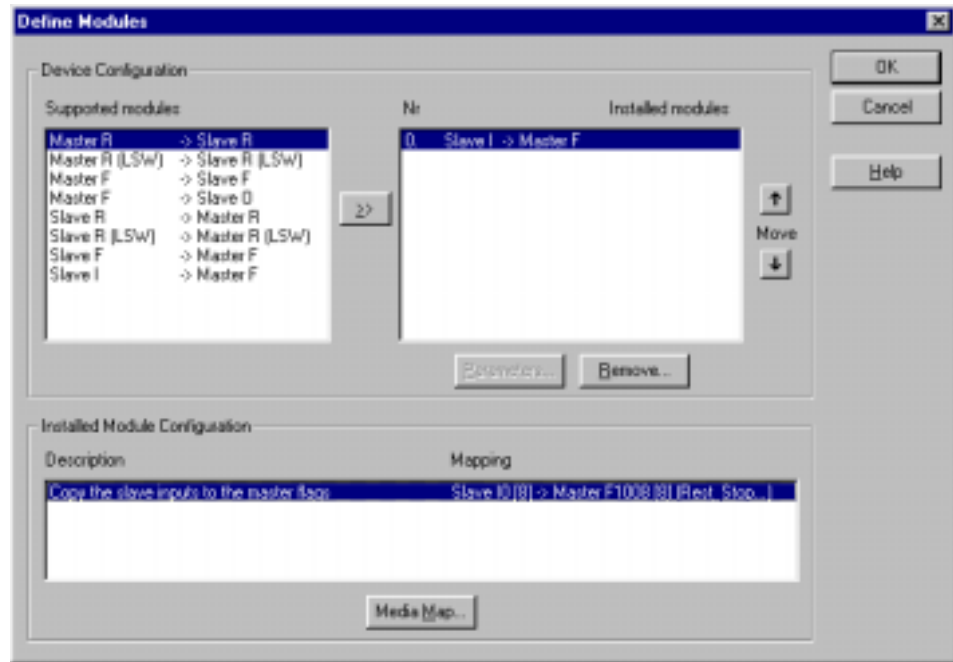 Define Modules
Device Configuration
OK
Supported modules
Nr
Installed modules
Cancel
Master R -> Slave R
0. Slave I -> Master F
Master R (LSW) -> Slave R (LSW)
Master F -> Slave F
Help
Master F -> Slave O
Slave R -> Master R
>>
Slave R (LSW) -> Master R (LSW)
Move
Slave F -> Master F
Slave I -> Master F
Parameters...
Remove...
Installed Module Configuration
Description
Mapping
Copy the slave inputs to the master flags
Slave I0 [8] -> Master F1008 [8] (Rest_Stop...)
Media Map...